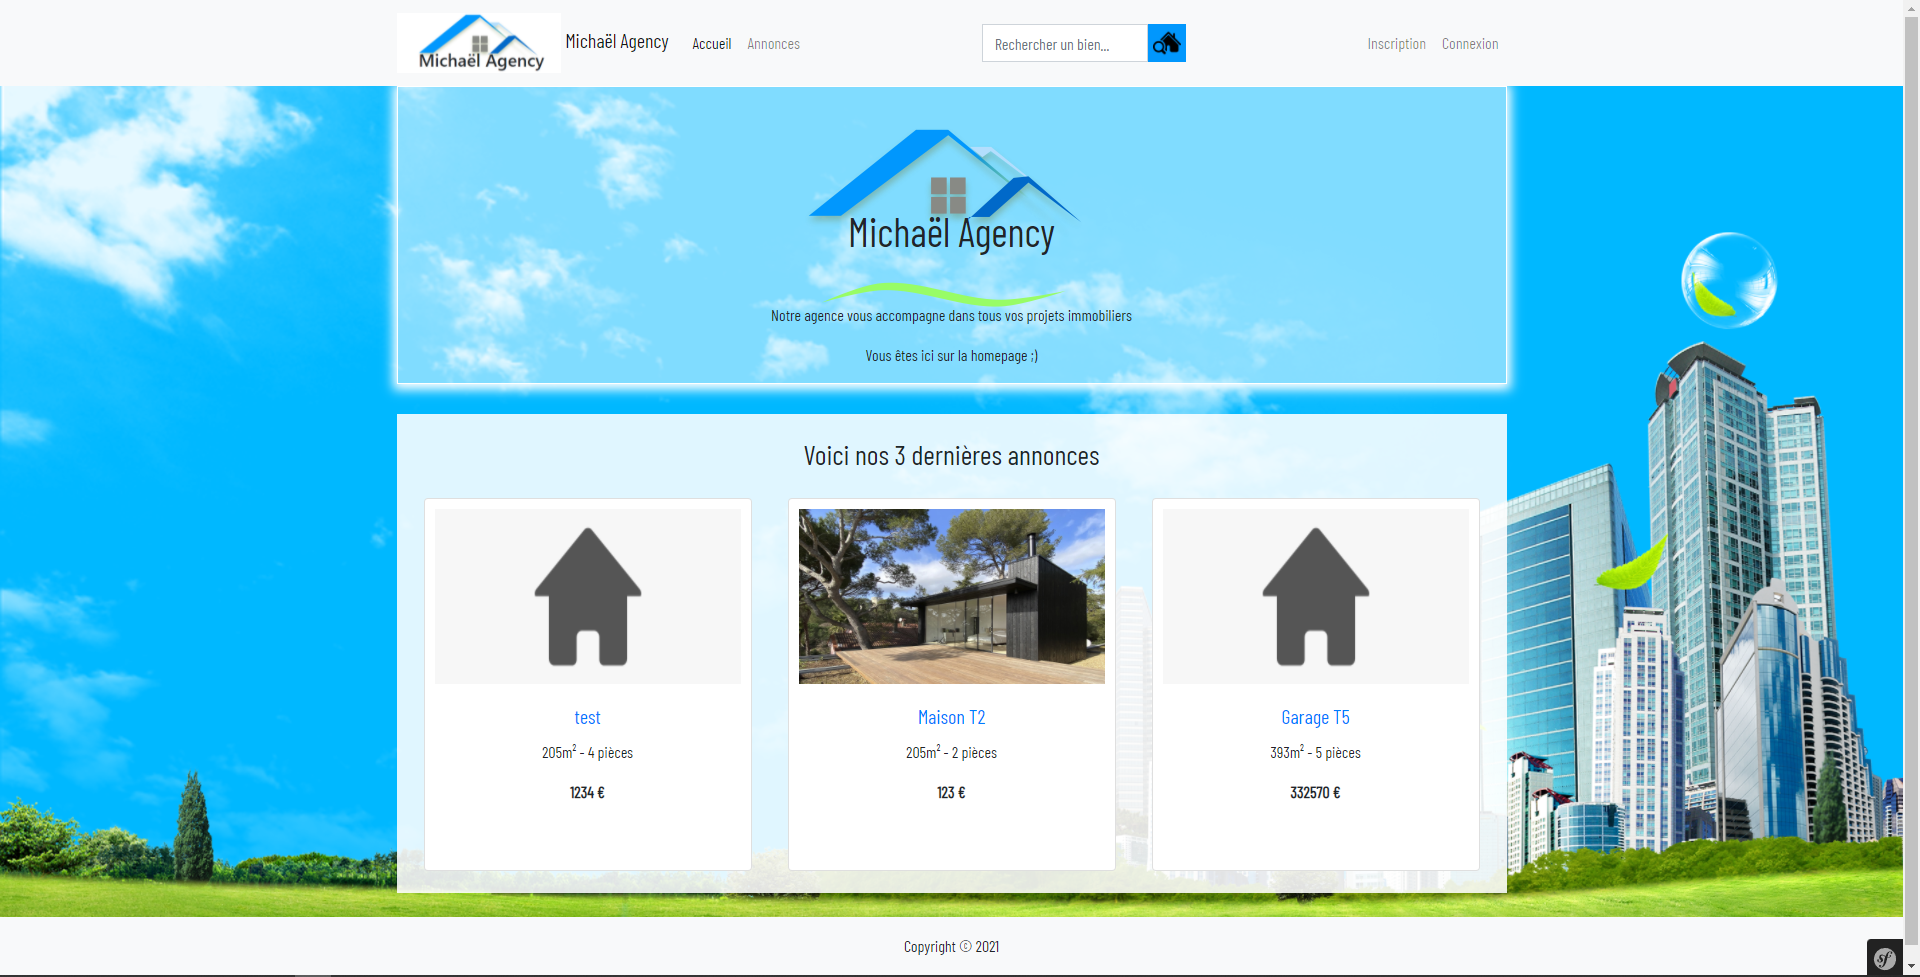 Michaël Agency
Michaël Agency
Accueil
Annonces
Rechercher un bien...
Inscription
Connexion
Michaël Agency
Notre agence vous accompagne dans tous vos projets immobiliers
Vous êtes ici sur la homepage ;)
Voici nos 3 dernières annonces
test
205m² - 4 pièces
1234 €
Maison T2
205m² - 2 pièces
123 €
Garage T5
393m² - 5 pièces
332570 €
Copyright © 2021
sf